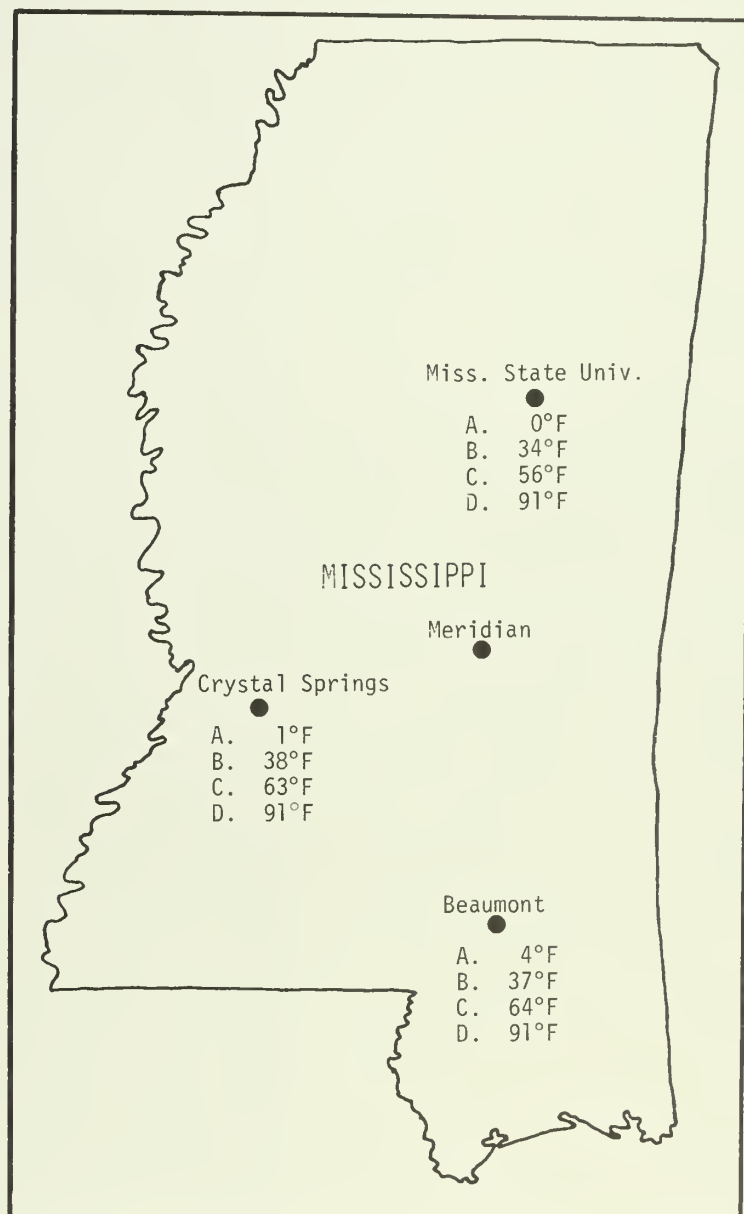 Miss. State Univ.
A. 0°F
B. 34°F
C. 56°F
D. 91°F
MISSISSIPPI
Meridian
Crystal Springs
A. 1°F
B. 38°F
C. 63°F
D. 91°F
Beaumont
A. 4°F
B. 37°F
C. 64°F
D. 91°F